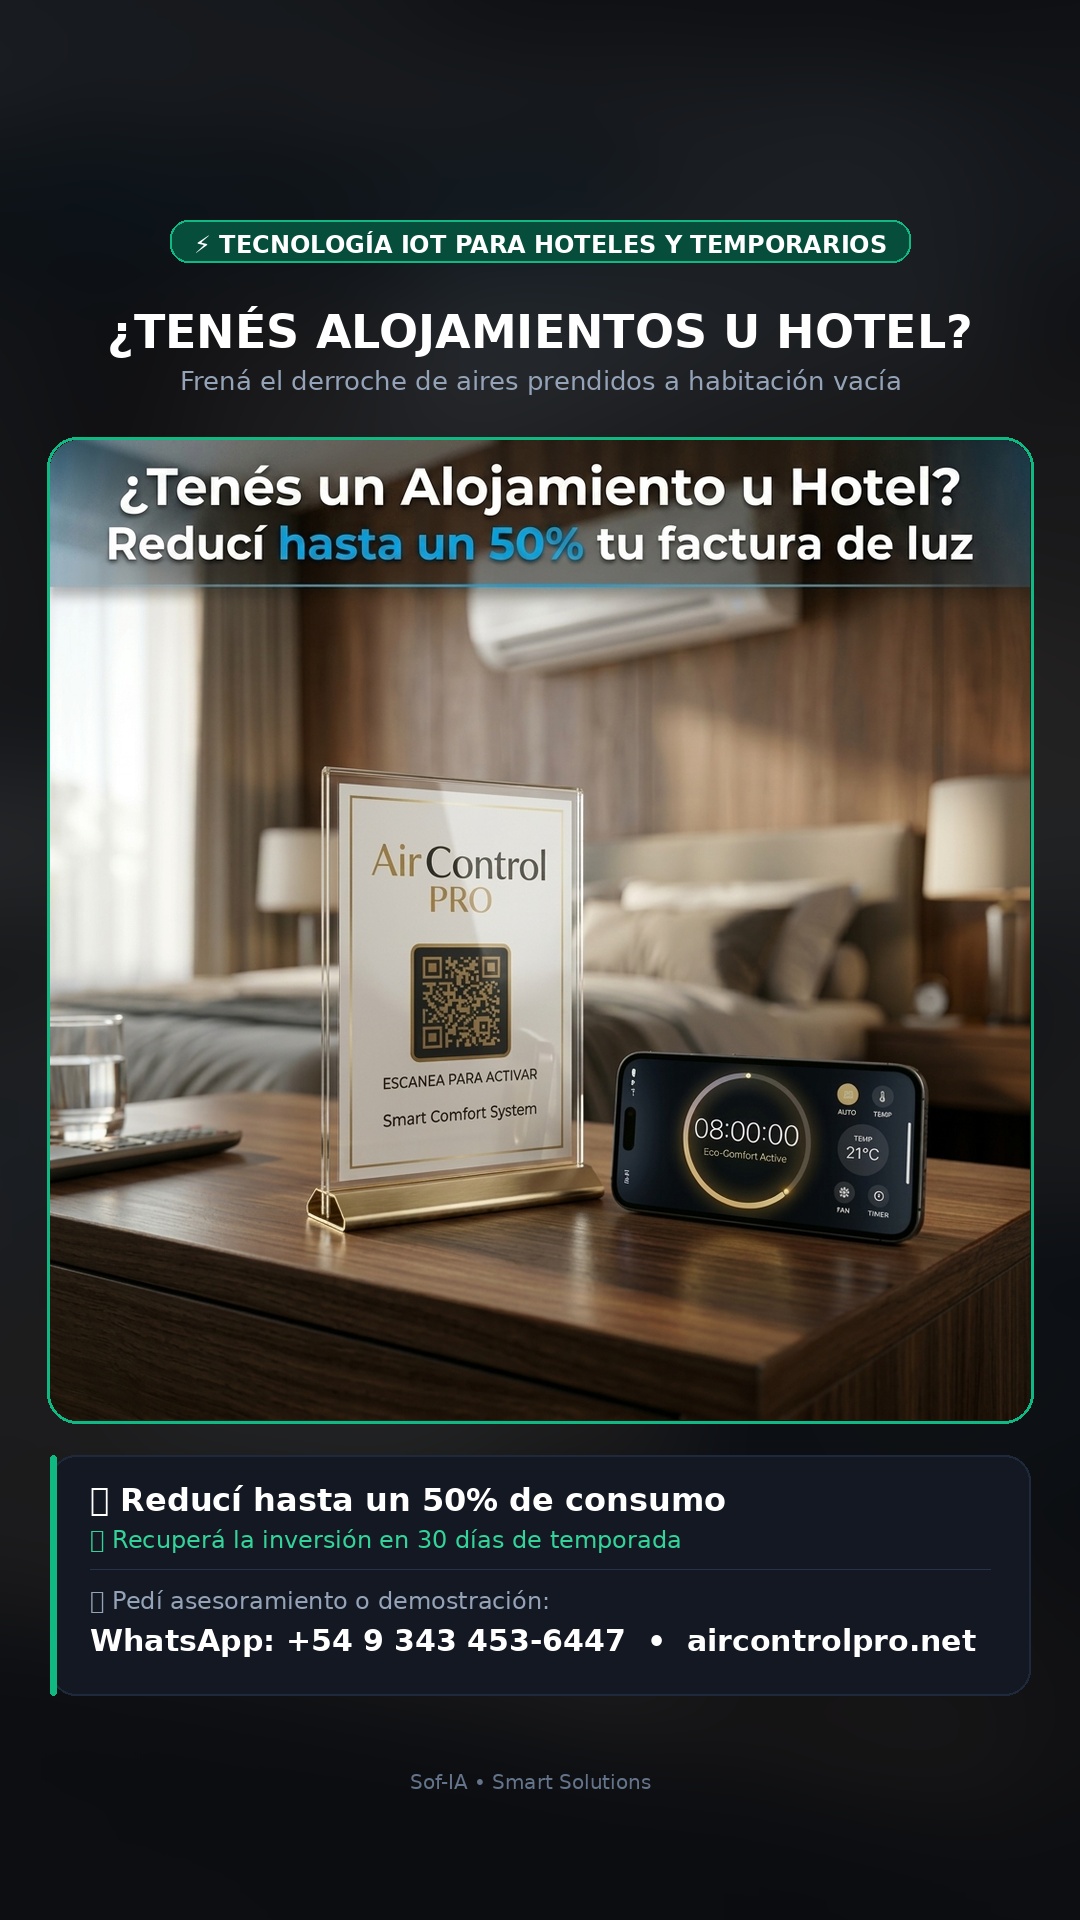 ⚡ TECNOLOGÍA IOT PARA HOTELES Y TEMPORARIOS
¿TENÉS ALOJAMIENTOS U HOTEL?
Frená el derroche de aires prendidos a habitación vacía
¿Tenés un Alojamiento u Hotel?
Reducí hasta un 50% tu factura de luz
AirControl
PRO
ESCANEA PARA ACTIVAR
Smart Comfort System
08:00:00
Eco-Comfort Active
AUTO
TEMP
TEMP
21°C
FAN
TIMER
Reducí hasta un 50% de consumo
Recuperá la inversión en 30 días de temporada
Pedí asesoramiento o demostración:
WhatsApp: +54 9 343 453-6447 • aircontrolpro.net
Sof-IA • Smart Solutions